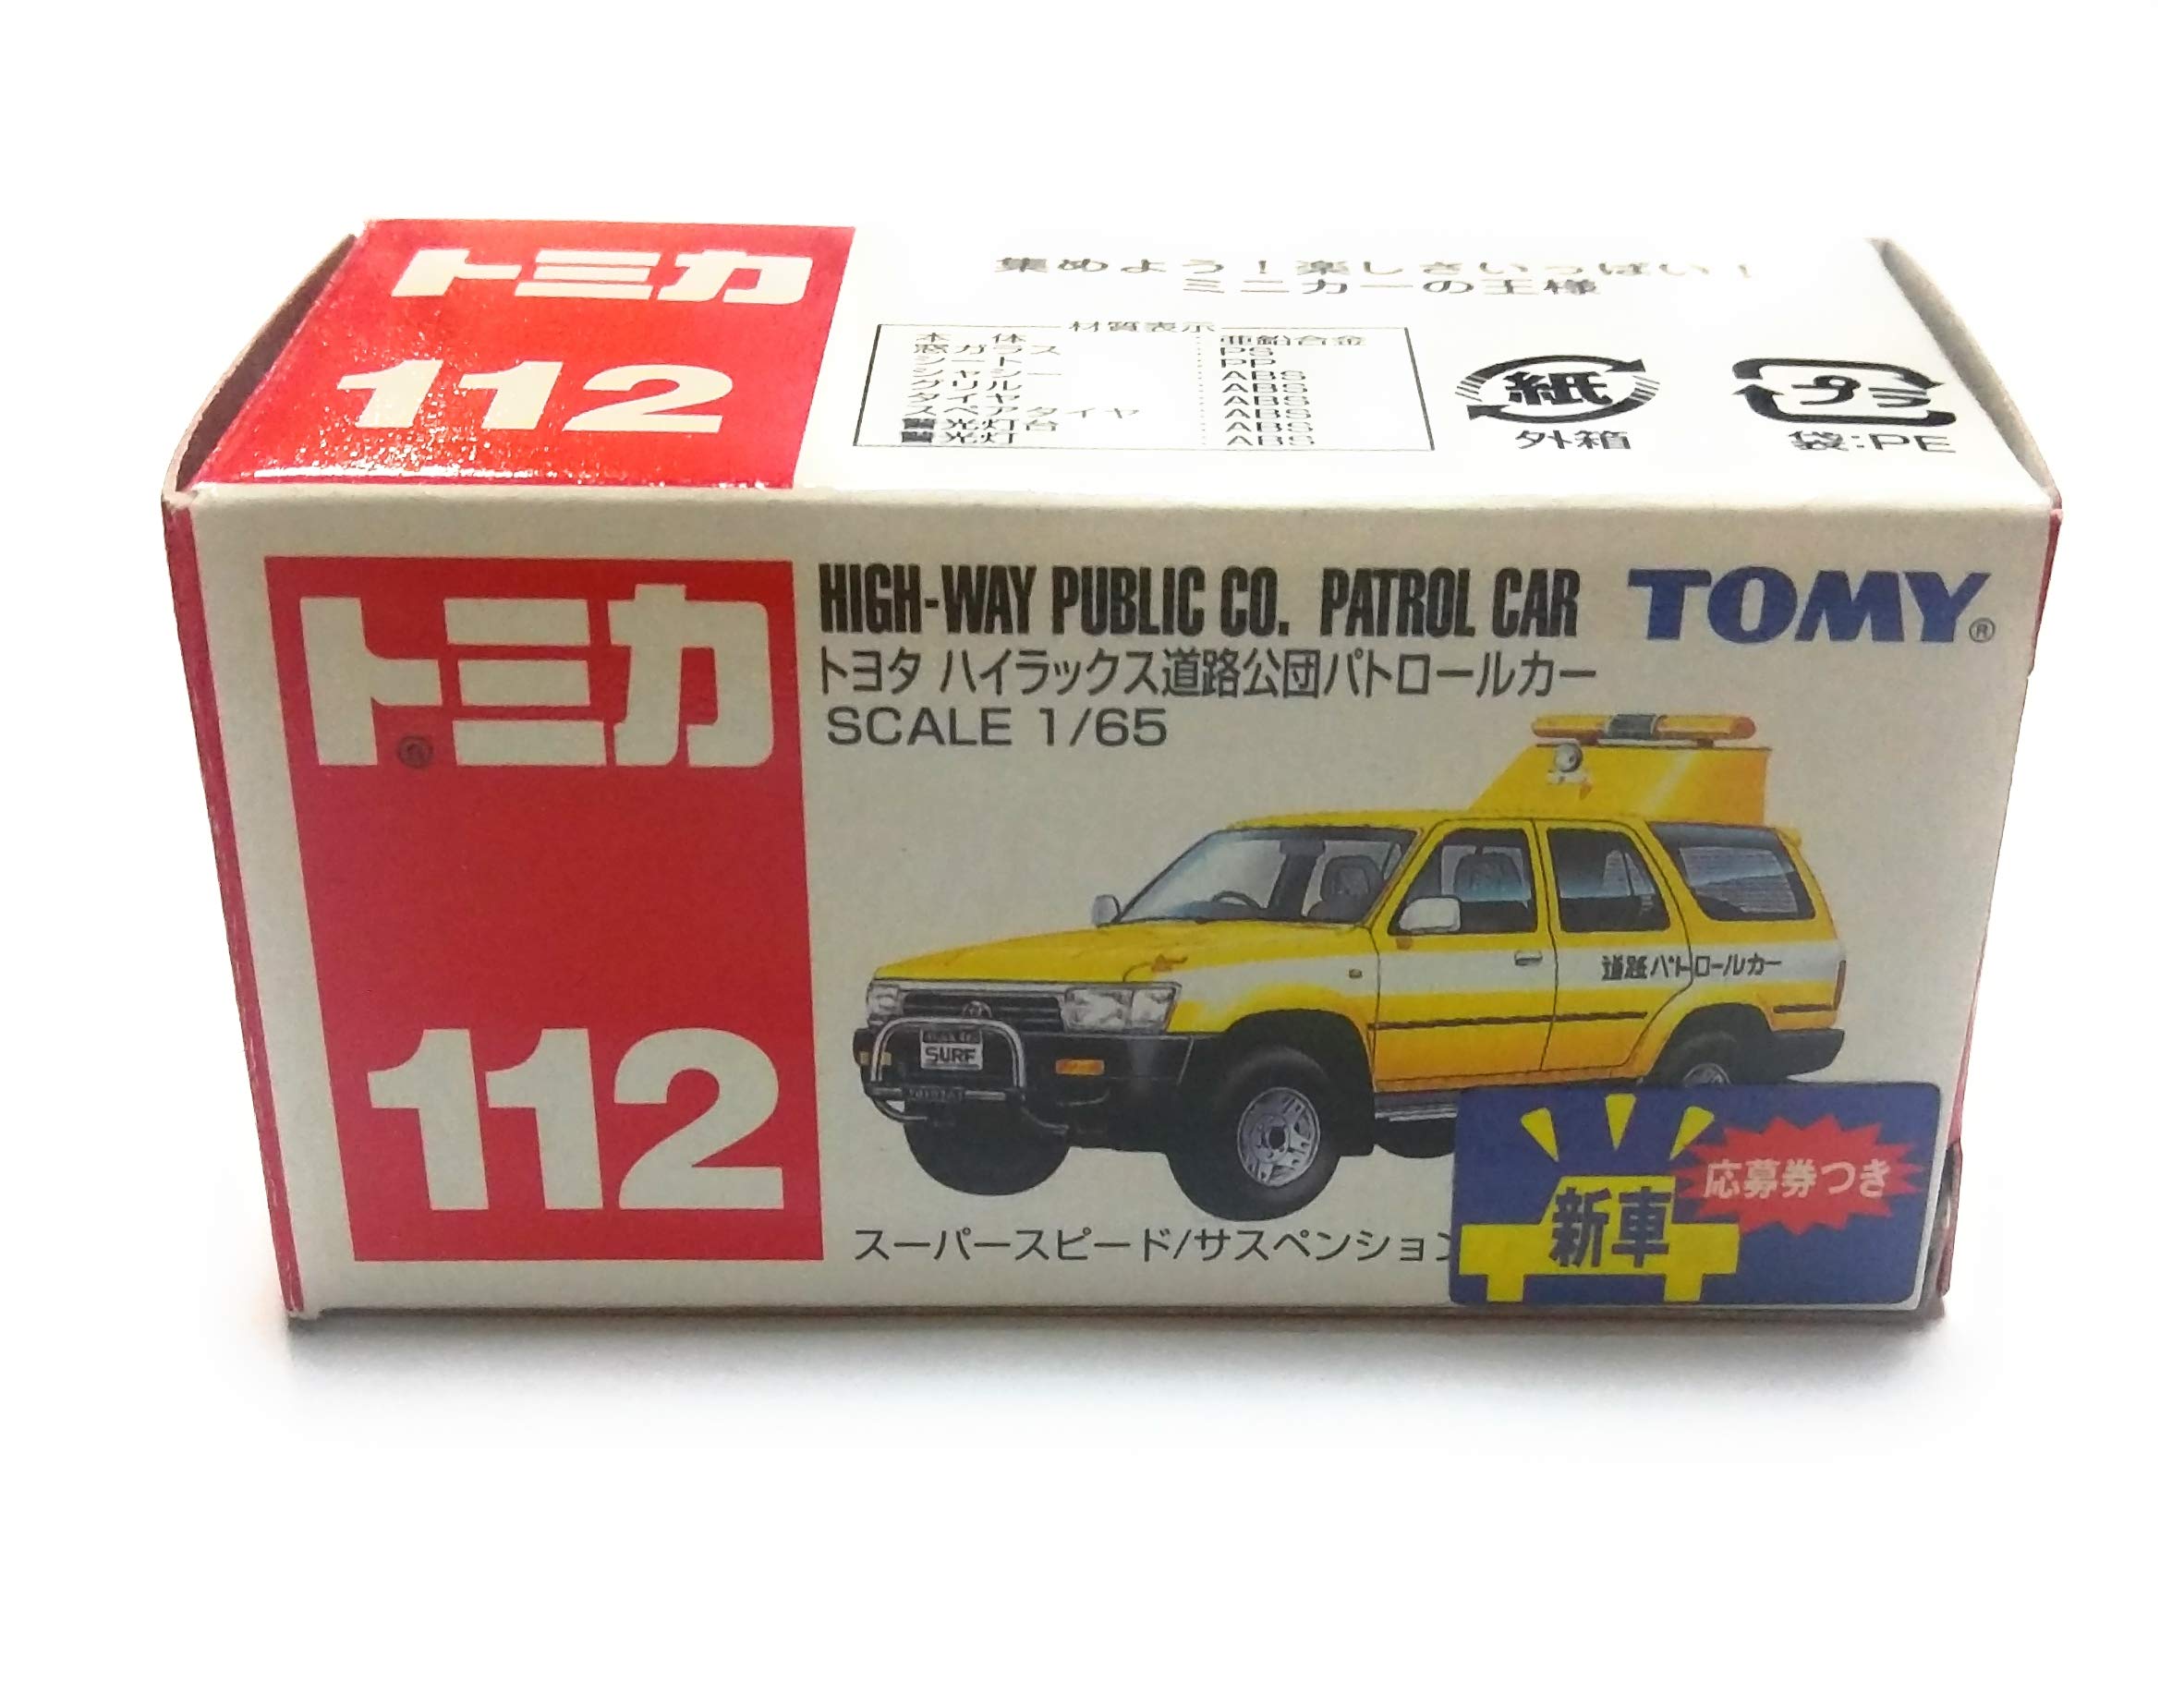 トミカ
112
集めよう!楽しさいっぱい!
ミニカーの王様
材質表示
本体 亜鉛合金
窓ガラス PS
シート PP
シャシー ABS
グリル ABS
タイヤ ABS
スペアタイヤ ABS
警光灯台 ABS
警光灯 ABS
紙
外箱
プラ
袋:PE
トミカ®
112
HIGH-WAY PUBLIC CO. PATROL CAR
TOMY®
トヨタ ハイラックス道路公団パトロールカー
SCALE 1/65
道路パトロールカー
SURF
応募券つき
新車
スーパースピード/サスペンション